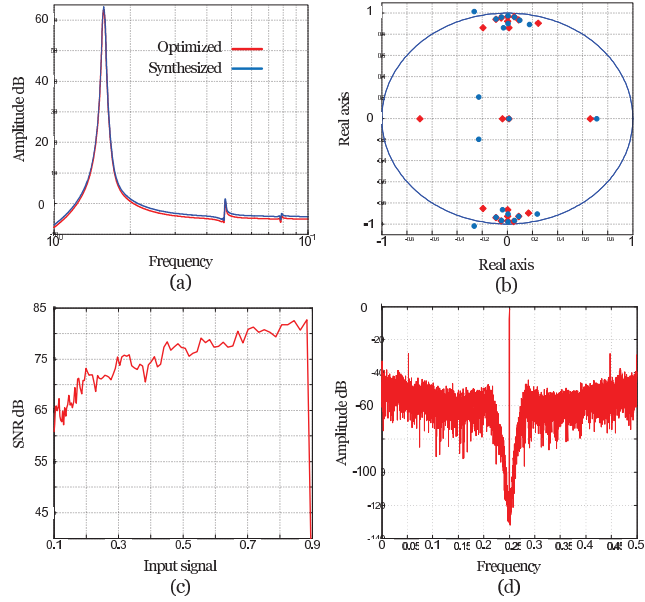 60
40
20
0
Amplitude dB
Optimized
Synthesized
10
0
10
-1
Frequency
(a)
1
0
-1
Real axis
-1
0
1
Real axis
(b)
85
75
65
55
45
SNR dB
0.1
0.3
0.5
0.7
0.9
Input signal
(c)
0
-20
-60
-100
-120
-140
Amplitude dB
0
0.05
0.1
0.15
0.2
0.25
0.3
0.35
0.4
0.45
0.5
Frequency
(d)